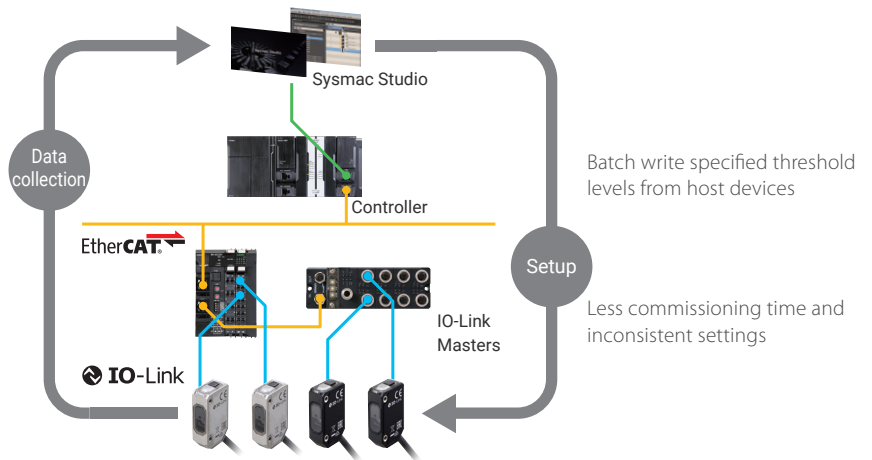 Sysmac Studio
Data
collection
Batch write specified threshold
levels from host devices
Controller
EtherCAT®
Setup
IO-Link
Masters
Less commissioning time and
inconsistent settings
IO-Link